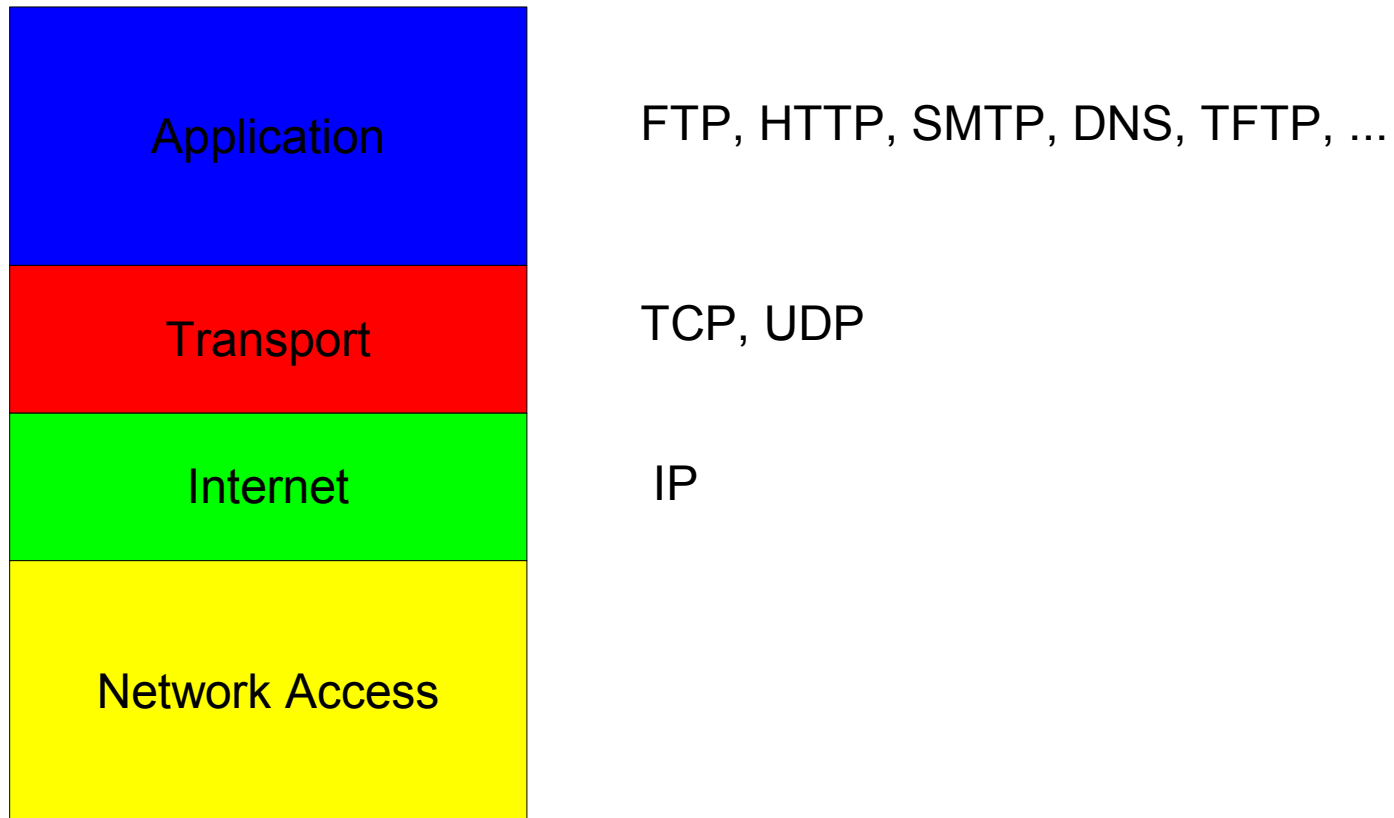 Application FTP, HTTP, SMTP, DNS, TFTP, ...
Transport TCP, UDP
Internet IP
Network Access